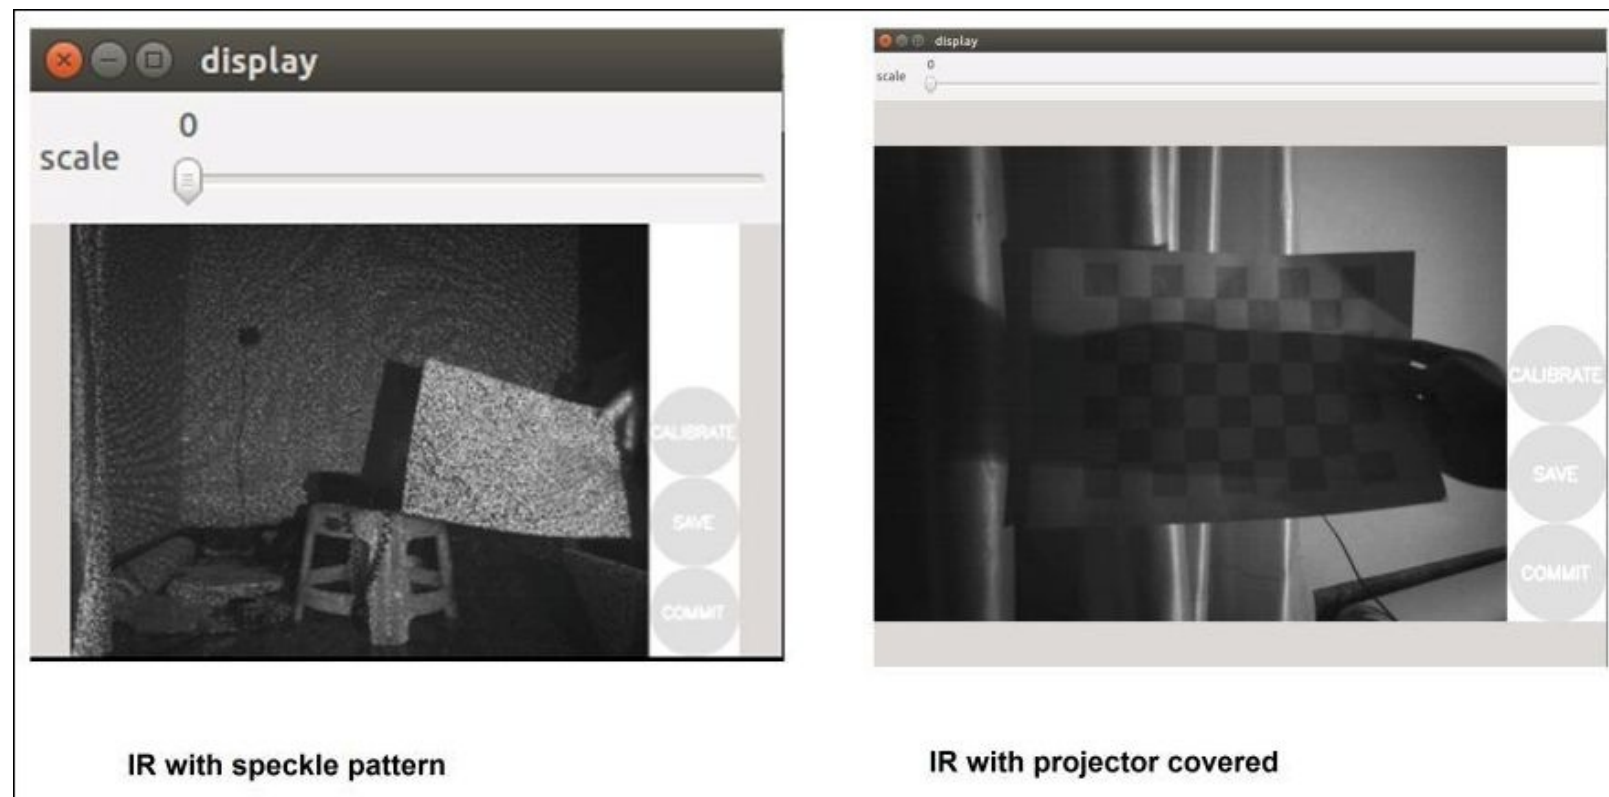 display
0
scale
CALIBRATE
SAVE
COMMIT
IR with speckle pattern
display
0
scale
CALIBRATE
SAVE
COMMIT
IR with projector covered